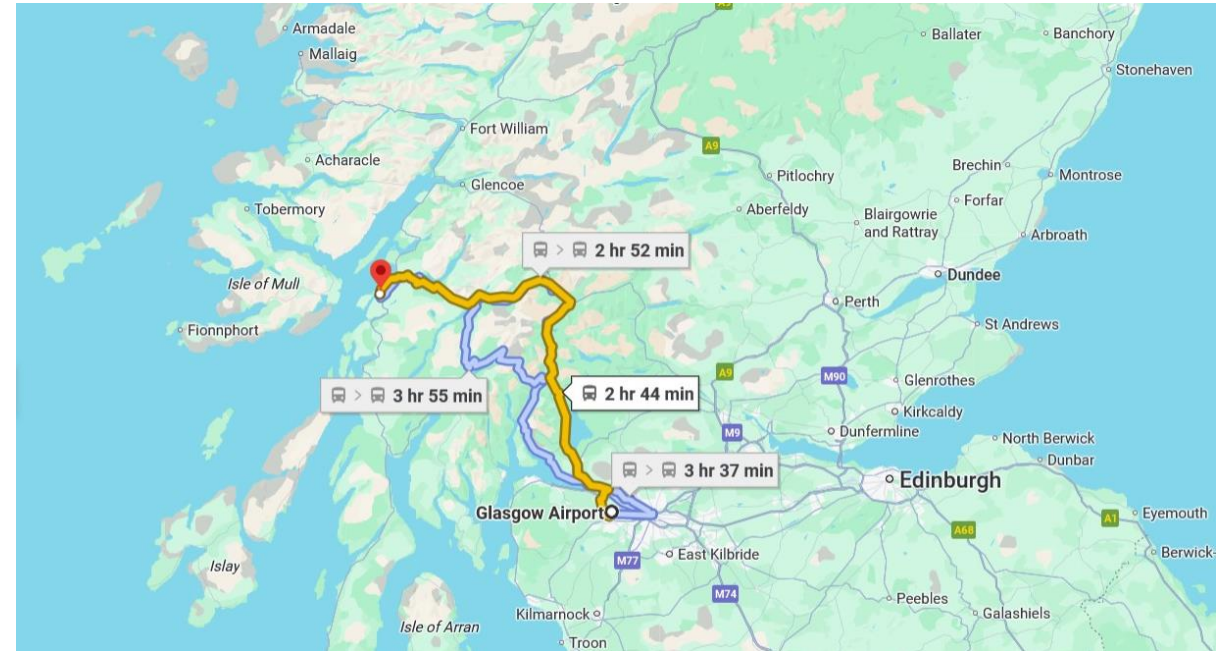 A9
Armadale
Ballater
Banchory
Mallaig
Stonehaven
Fort William
A9
Acharacle
Pitlochry
Brechin
Montrose
Glencoe
Tobermory
Aberfeldy
Forfar
Blairgowrie
and Rattray
Arbroath
2 hr 52 min
Dundee
Isle of Mull
Perth
St Andrews
Fionnphort
A9
M90
Glenrothes
3 hr 55 min
2 hr 44 min
Kirkcaldy
M9
Dunfermline
North Berwick
Dunbar
3 hr 37 min
Edinburgh
Glasgow Airport
A1
Eyemouth
A68
East Kilbride
Berwick-
M77
Islay
M74
Peebles
Galashiels
Kilmarnock
Isle of Arran
Troon